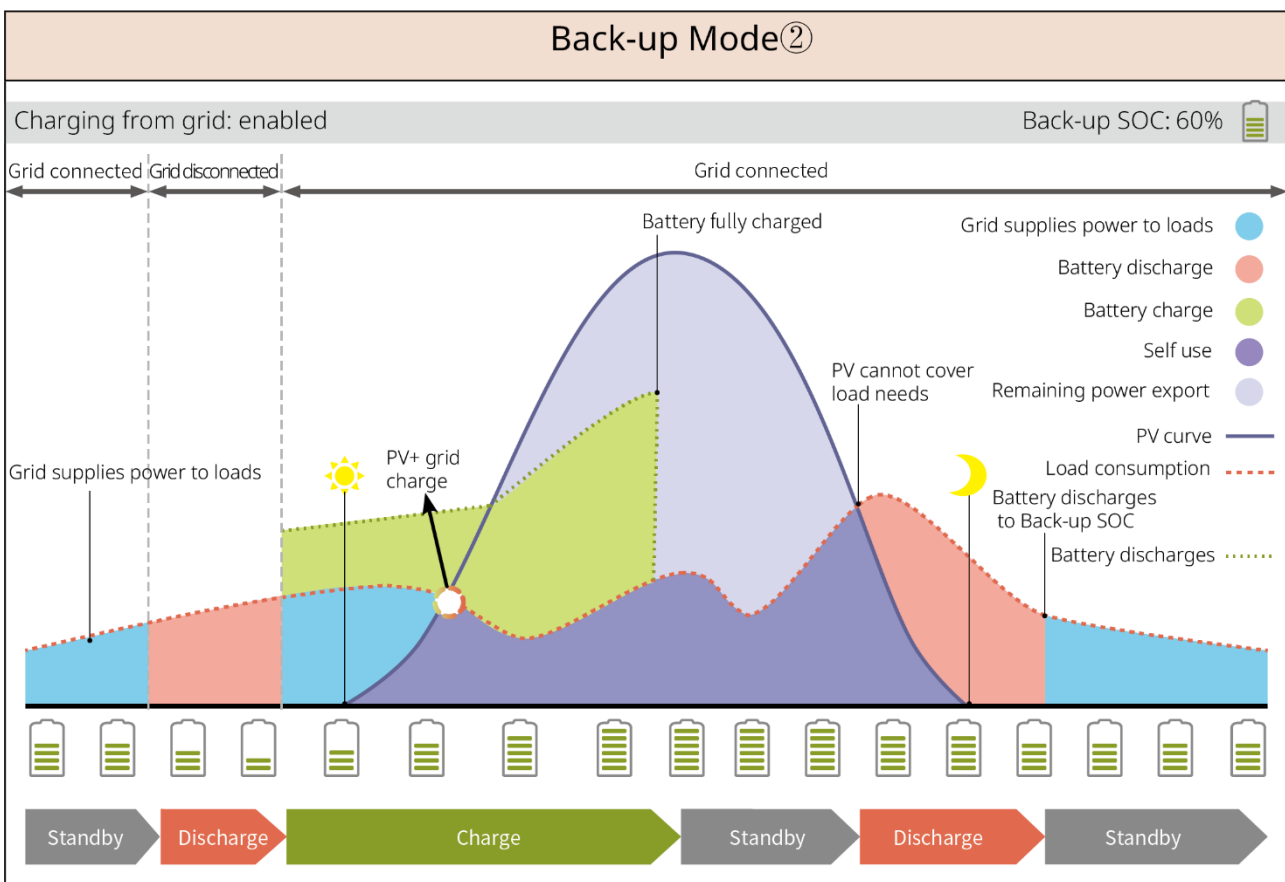 Back-up Mode②
Charging from grid: enabled
Back-up SOC: 60%
Grid connected
Grid disconnected
Grid connected
Battery fully charged
Grid supplies power to loads
Battery discharge
Battery charge
Self use
Remaining power export
PV curve
Load consumption
Battery discharges
PV cannot cover
load needs
Grid supplies power to loads
PV+ grid
charge
Battery discharges
to Back-up SOC
Standby
Discharge
Charge
Standby
Discharge
Standby